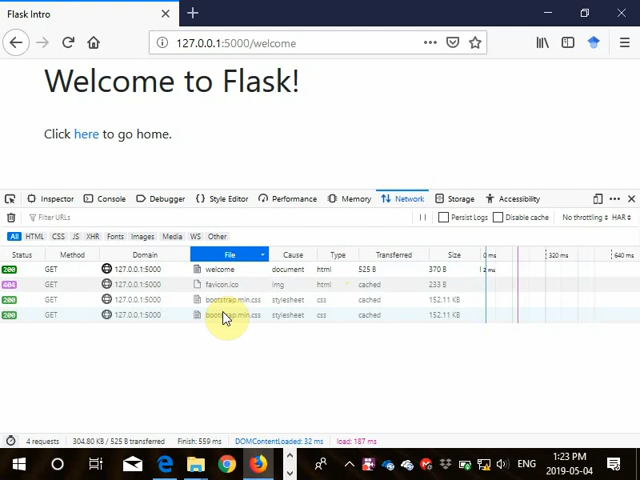 Flask Intro
127.0.0.1:5000/welcome
Welcome to Flask!
Click here to go home.
Inspector Console Debugger Style Editor Performance Memory Network Storage Accessibility
Filter URLs Persist Logs Disable cache No throttling HAR
All HTML CSS JS XHR Fonts Images Media WS Other
Status Method Domain File Cause Type Transferred Size 0 ms 320 ms 640 ms
200 GET 127.0.0.1:5000 welcome document html 525 B 370 B 2 ms
404 GET 127.0.0.1:5000 favicon.ico img html cached 233 B
200 GET 127.0.0.1:5000 bootstrap.min.css stylesheet css cached 152.11 KB
200 GET 127.0.0.1:5000 bootstrap.min.css stylesheet css cached 152.11 KB
4 requests 304.80 KB / 525 B transferred Finish: 559 ms DOMContentLoaded: 32 ms load: 187 ms
ENG 1:23 PM
2019-05-04